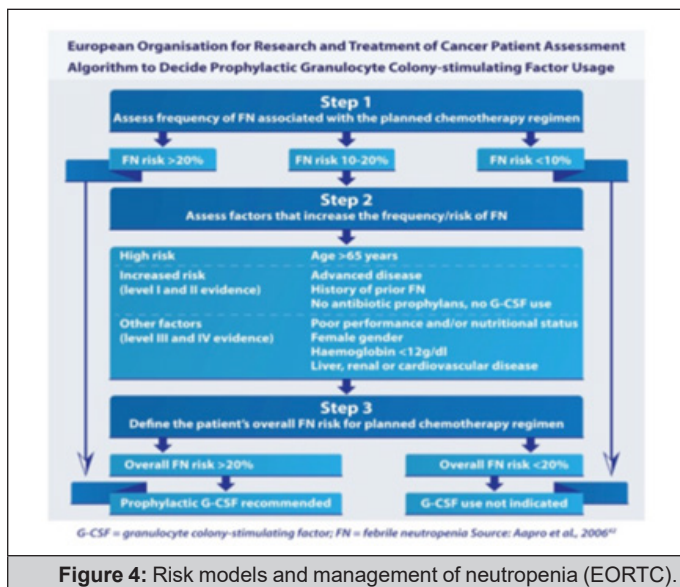 European Organisation for Research and Treatment of Cancer Patient Assessment
Algorithm to Decide Prophylactic Granulocyte Colony-stimulating Factor Usage
Step 1
Assess frequency of FN associated with the planned chemotherapy regimen
FN risk >20% FN risk 10-20% FN risk <10%
Step 2
Assess factors that increase the frequency/risk of FN
High risk Age >65 years
Increased risk Advanced disease
(level I and II evidence) History of prior FN
No antibiotic prophylans, no G-CSF use
Other factors Poor performance and/or nutritional status
(level III and IV evidence) Female gender
Haemoglobin <12g/dl
Liver, renal or cardiovascular disease
Step 3
Define the patient's overall FN risk for planned chemotherapy regimen
Overall FN risk >20% Overall FN risk <20%
Prophylactic G-CSF recommended G-CSF use not indicated
G-CSF = granulocyte colony-stimulating factor; FN = febrile neutropenia Source: Aapro et al., 2006
Figure 4: Risk models and management of neutropenia (EORTC).